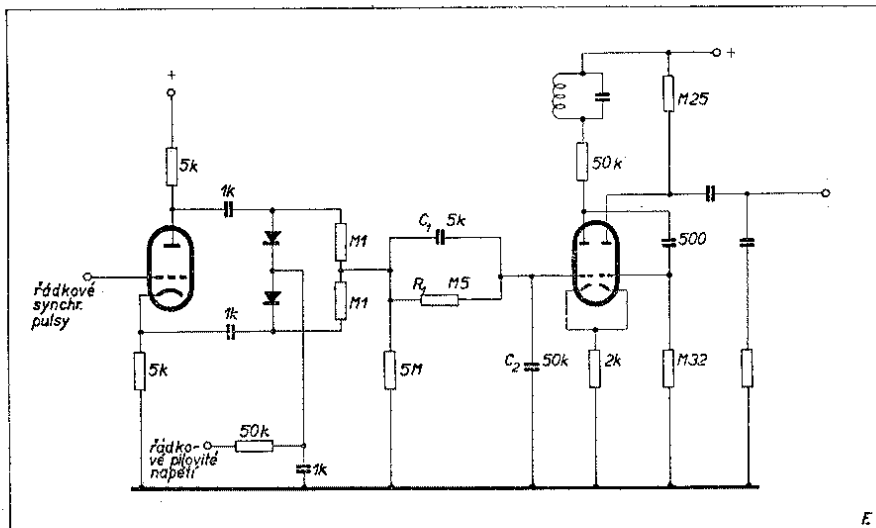 +
+
M25
5k
50k
1k
C₁ 5k
M1
500
R₁ M5
M1
řádkové
synchr.
pulsy
1k
5k
5M
C₂ 50k
2k
M32
řádko-
vé pilovité
napětí
50k
1k
E